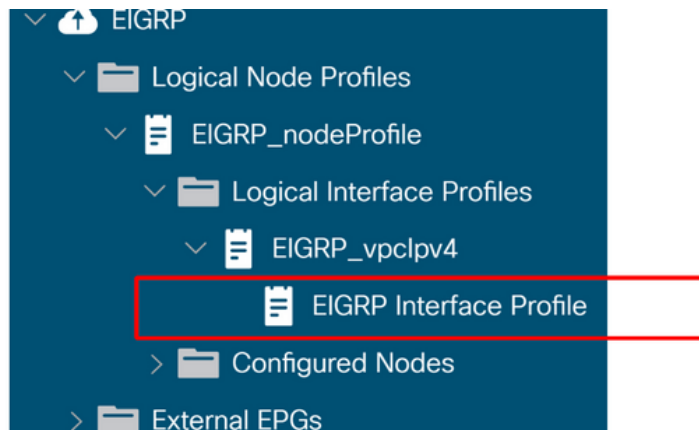 EIGRP
Logical Node Profiles
EIGRP_nodeProfile
Logical Interface Profiles
EIGRP_vpcIpv4
EIGRP Interface Profile
Configured Nodes
External EPGs